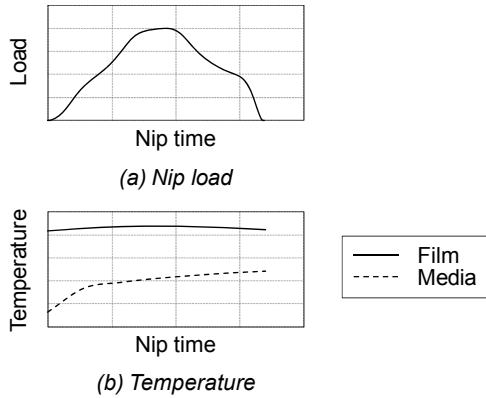 Load
Nip time
(a) Nip load
Temperature
Film
Media
Nip time
(b) Temperature